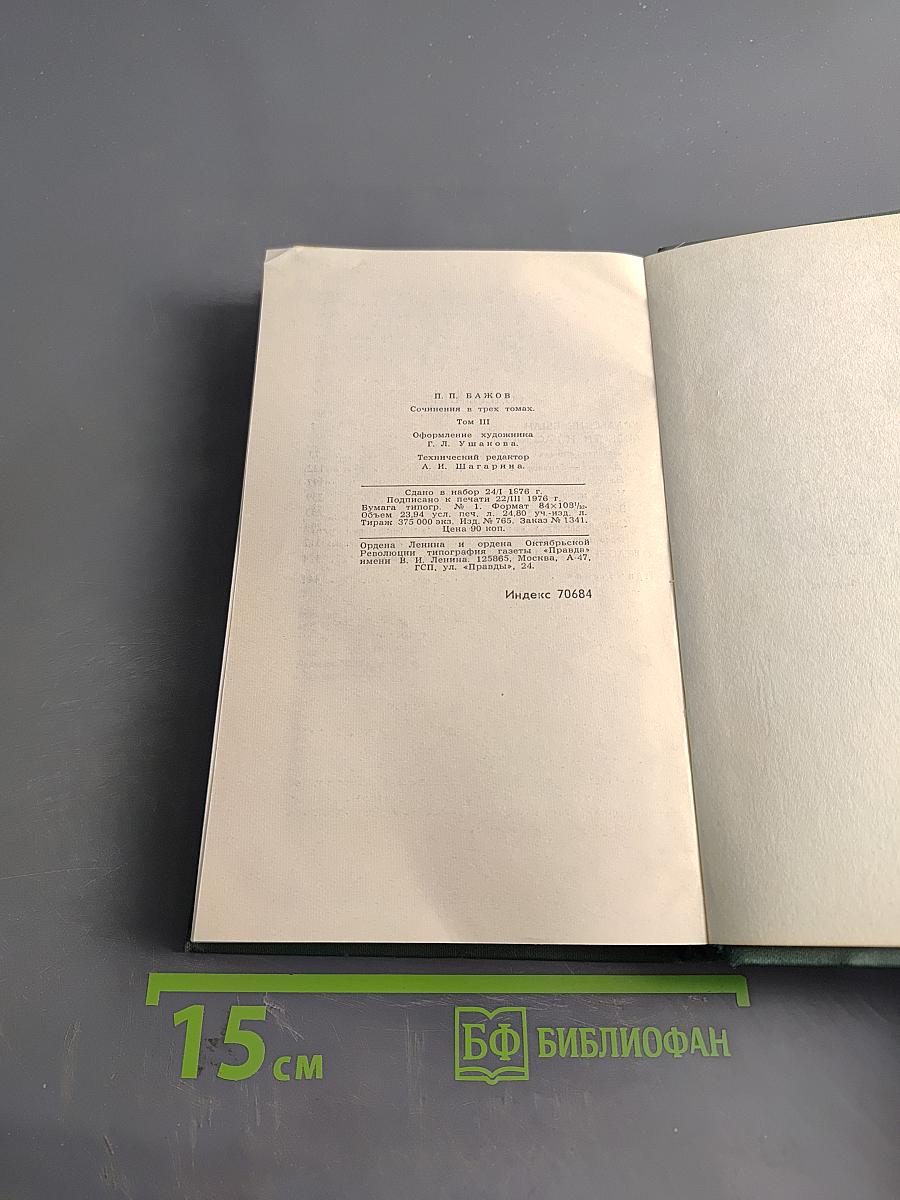 П. П. БАЖОВ
Сочинения в трех томах.
Том III
Оформление художника
Г. Л. Ушакова.
Технический редактор
А. И. Шагарина.
Сдано в набор 24/I 1976 г.
Подписано к печати 22/III 1976 г.
Бумага типогр. № 1. Формат 84×108¹/₃₂.
Объем 23,94 усл. печ. л. 24,80 уч.-изд. л.
Тираж 375 000 экз. Изд. № 765. Заказ № 1341.
Цена 90 коп.
Ордена Ленина и ордена Октябрьской
Революции типография газеты «Правда»
имени В. И. Ленина. 125865, Москва, А-47,
ГСП, ул. «Правды», 24.
Индекс 70684
15 см
БФ БИБЛИОФАН